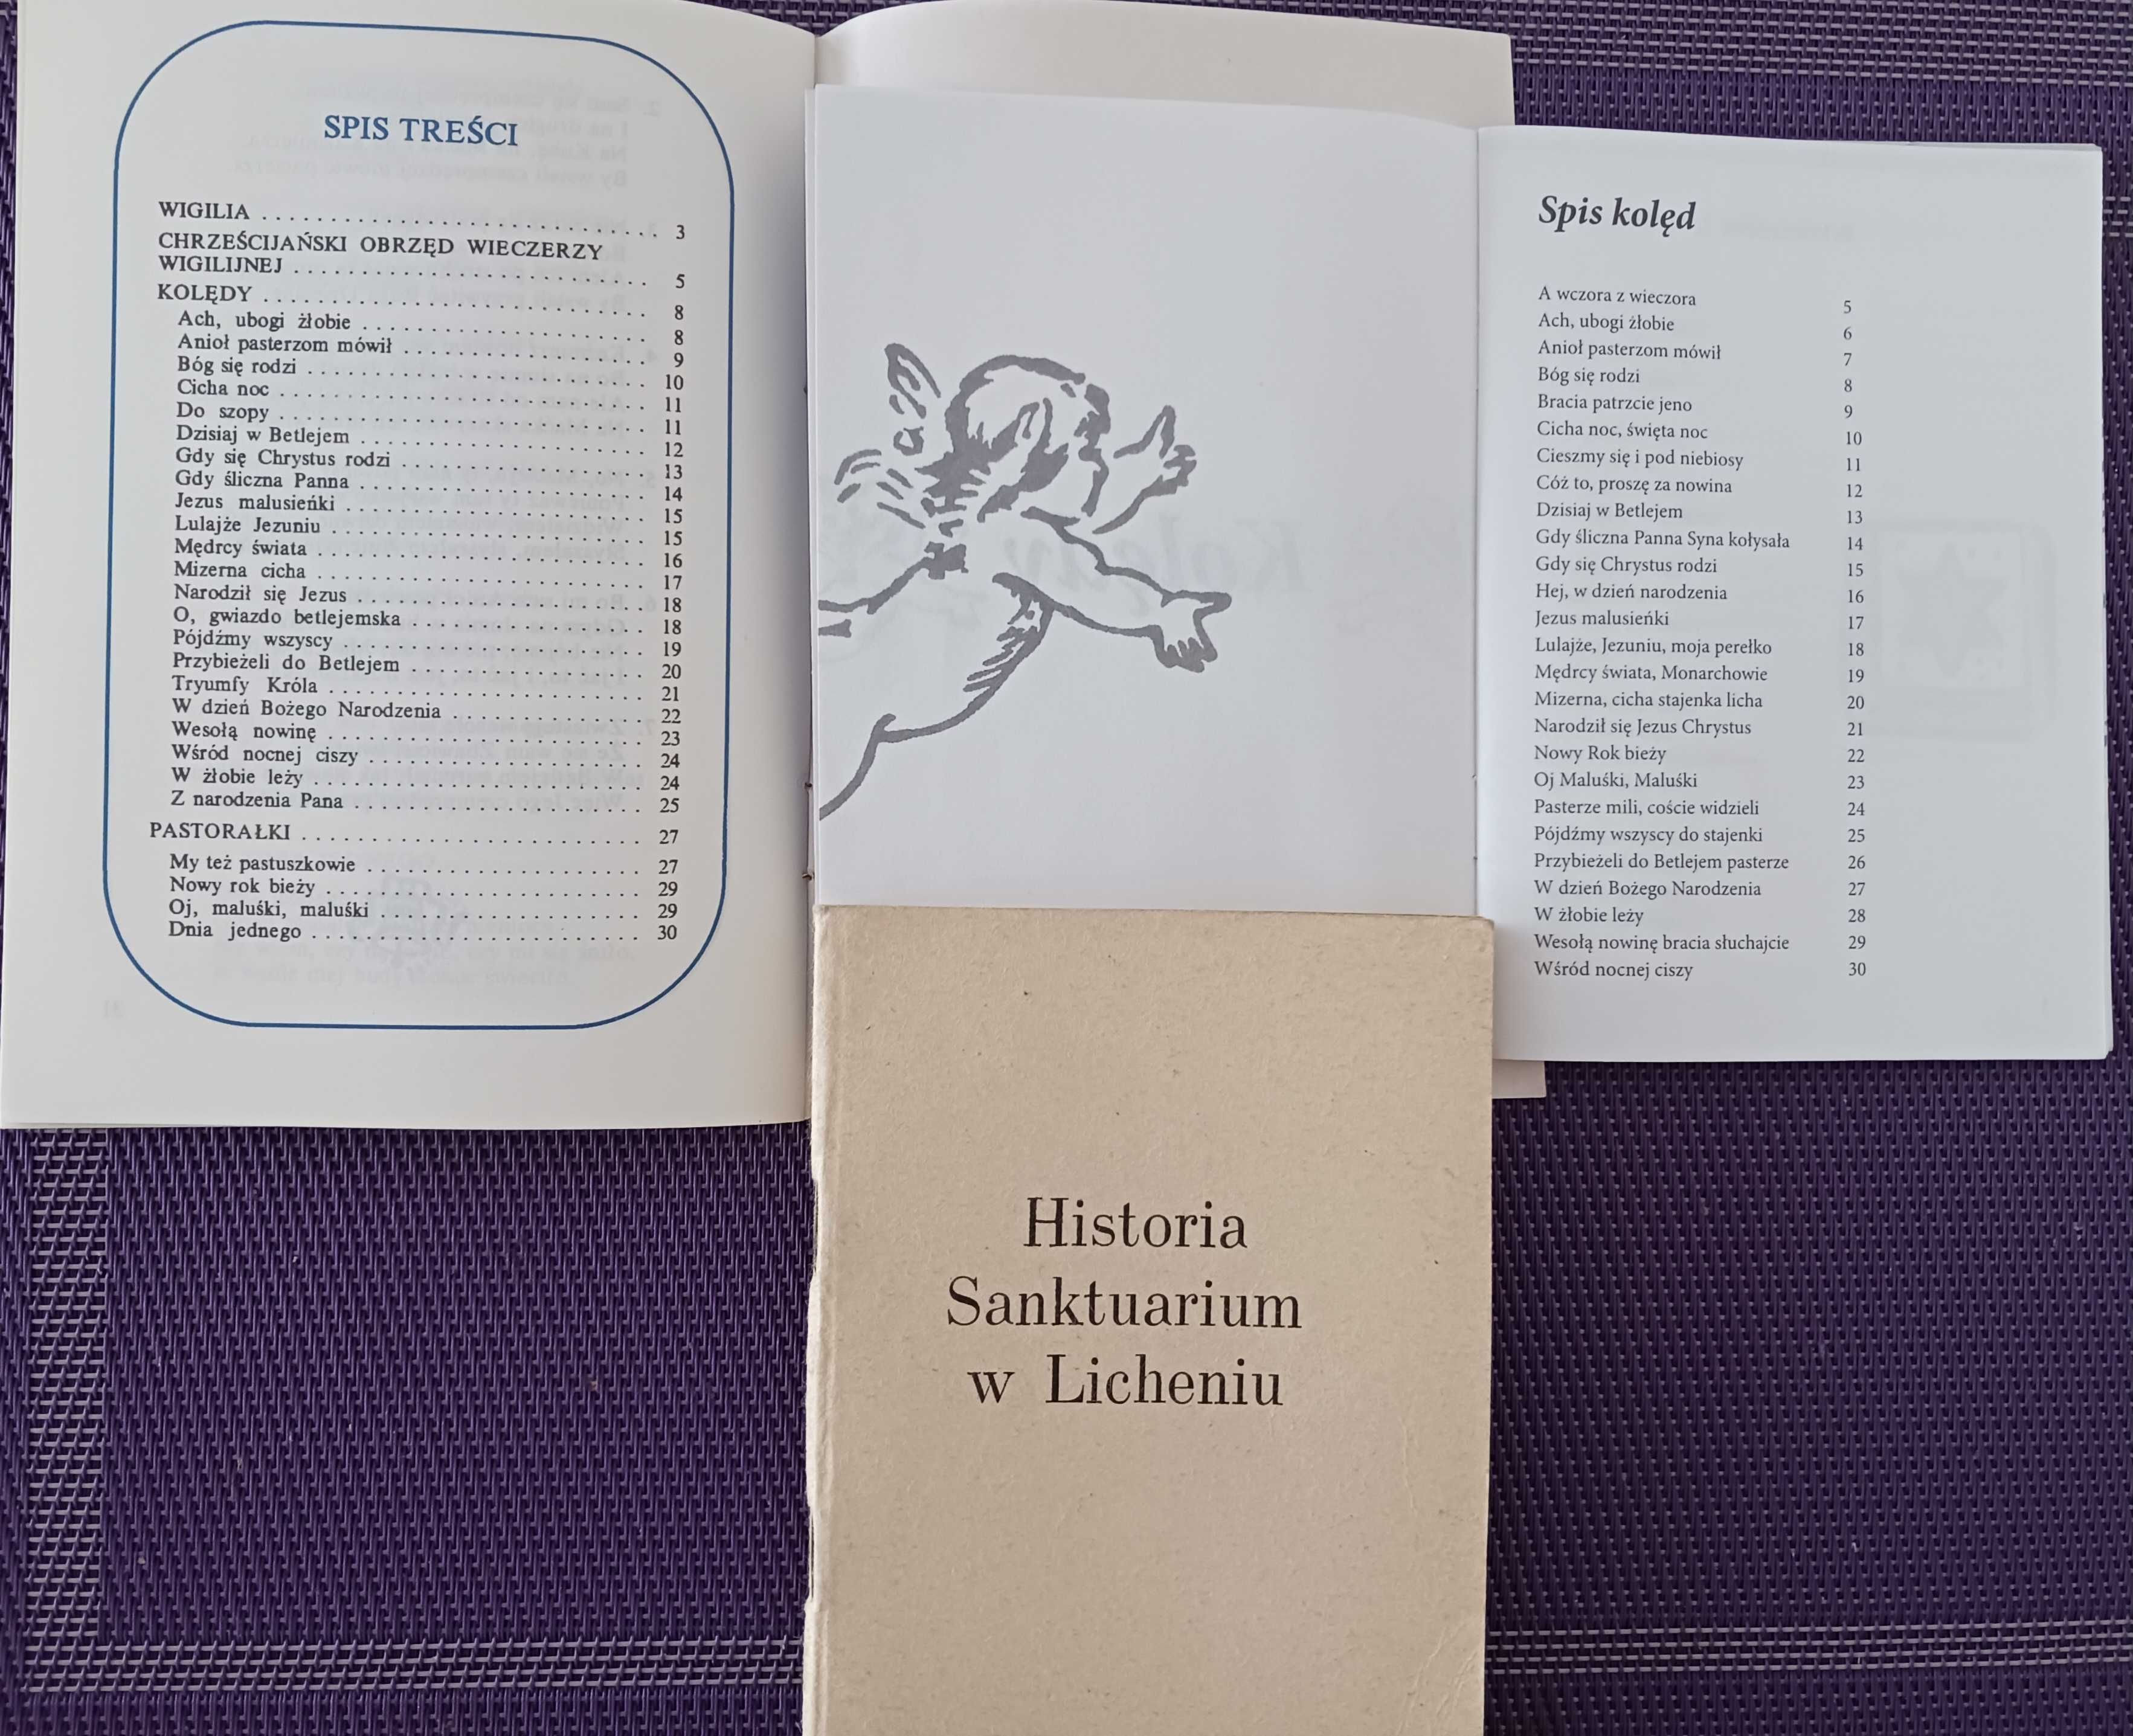 SPIS TREŚCI
WIGILIA . . . . . . . . . . . . . . . . . . . . . . . . . . . . . 3
CHRZEŚCIJAŃSKI OBRZĘD WIECZERZY
WIGILIJNEJ . . . . . . . . . . . . . . . . . . . . . . . . . . 5
KOLĘDY . . . . . . . . . . . . . . . . . . . . . . . . . . . . 8
Ach, ubogi żłobie . . . . . . . . . . . . . . . . . . . . . 8
Anioł pasterzom mówił . . . . . . . . . . . . . . . . . . 9
Bóg się rodzi . . . . . . . . . . . . . . . . . . . . . . . . . 10
Cicha noc . . . . . . . . . . . . . . . . . . . . . . . . . . . 11
Do szopy . . . . . . . . . . . . . . . . . . . . . . . . . . . 11
Dzisiaj w Betlejem . . . . . . . . . . . . . . . . . . . . . 12
Gdy się Chrystus rodzi . . . . . . . . . . . . . . . . . . 13
Gdy śliczna Panna . . . . . . . . . . . . . . . . . . . . . 14
Jezus malusieńki . . . . . . . . . . . . . . . . . . . . . . 15
Lulajże Jezuniu . . . . . . . . . . . . . . . . . . . . . . . 15
Mędrcy świata . . . . . . . . . . . . . . . . . . . . . . . . 16
Mizerna cicha . . . . . . . . . . . . . . . . . . . . . . . . 17
Narodził się Jezus . . . . . . . . . . . . . . . . . . . . . 18
O, gwiazdo betlejemska . . . . . . . . . . . . . . . . . . 18
Pójdźmy wszyscy . . . . . . . . . . . . . . . . . . . . . . 19
Przybieżeli do Betlejem . . . . . . . . . . . . . . . . . 20
Tryumfy Króla . . . . . . . . . . . . . . . . . . . . . . . 21
W dzień Bożego Narodzenia . . . . . . . . . . . . . . 22
Wesołą nowinę . . . . . . . . . . . . . . . . . . . . . . . 23
Wśród nocnej ciszy . . . . . . . . . . . . . . . . . . . . . 24
W żłobie leży . . . . . . . . . . . . . . . . . . . . . . . . 24
Z narodzenia Pana . . . . . . . . . . . . . . . . . . . . . 25
PASTORAŁKI . . . . . . . . . . . . . . . . . . . . . . . . . 27
My też pastuszkowie . . . . . . . . . . . . . . . . . . . . 27
Nowy rok bieży . . . . . . . . . . . . . . . . . . . . . . . 29
Oj, maluśki, maluśki . . . . . . . . . . . . . . . . . . . 29
Dnia jednego . . . . . . . . . . . . . . . . . . . . . . . . 30
Spis kolęd
A wczora z wieczora 5
Ach, ubogi żłobie 6
Anioł pasterzom mówił 7
Bóg się rodzi 8
Bracia patrzcie jeno 9
Cicha noc, święta noc 10
Cieszmy się i pod niebiosy 11
Cóż to, proszę za nowina 12
Dzisiaj w Betlejem 13
Gdy śliczna Panna Syna kołysała 14
Gdy się Chrystus rodzi 15
Hej, w dzień narodzenia 16
Jezus malusieńki 17
Lulajże, Jezuniu, moja perełko 18
Mędrcy świata, Monarchowie 19
Mizerna, cicha stajenka licha 20
Narodził się Jezus Chrystus 21
Nowy Rok bieży 22
Oj Maluśki, Maluśki 23
Pasterze mili, coście widzieli 24
Pójdźmy wszyscy do stajenki 25
Przybieżeli do Betlejem pasterze 26
W dzień Bożego Narodzenia 27
W żłobie leży 28
Wesołą nowinę bracia słuchajcie 29
Wśród nocnej ciszy 30
Historia
Sanktuarium
w Licheniu